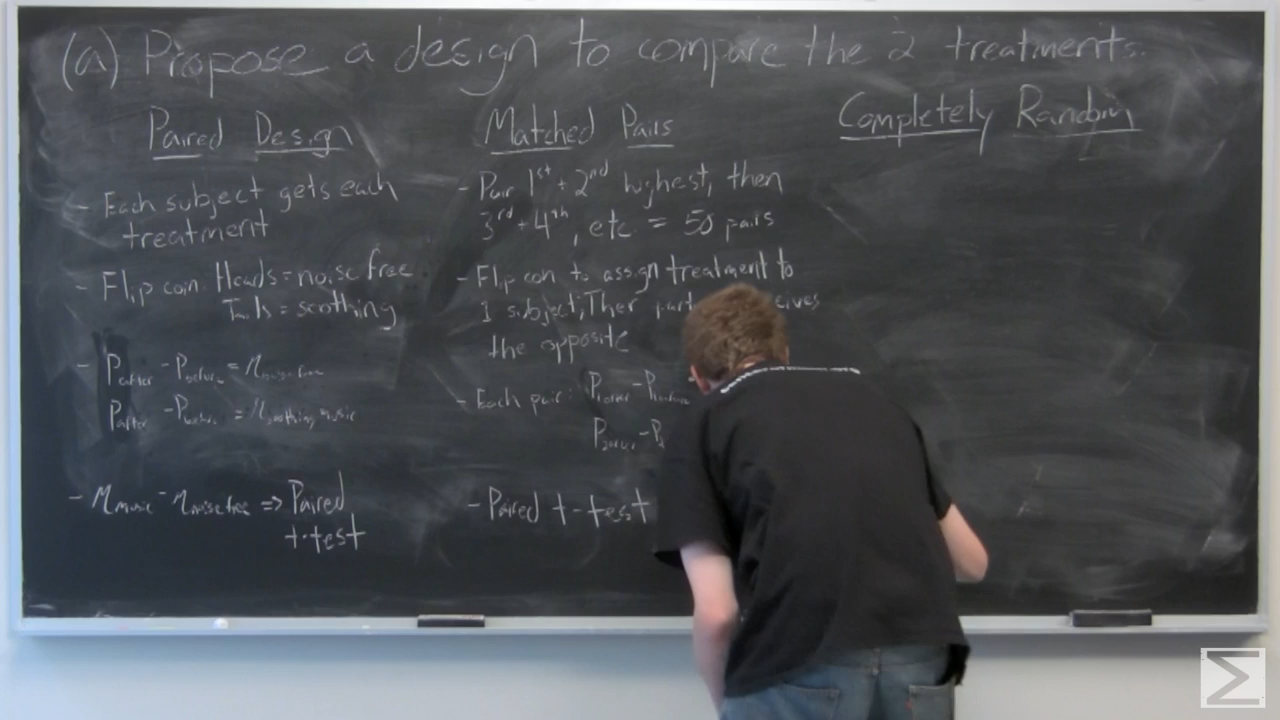 (a) Propose a design to compare the 2 treatments.
Paired Design
- Each subject gets each
treatment
- Flip coin Heads = noise free
Tails = soothing
- Pafter - Pbefore = Mnoise free
Pafter - Pbefore = Msoothing music
- Mmusic - Mnoise free => Paired
t-test
Matched Pairs
- Pair 1st + 2nd highest, then
3rd + 4th, etc. = 50 pairs
- Flip coin to assign treatment to
1 subject; Ther
the opposite
- Each pair:
- Paired t-test
Completely Random
Σ